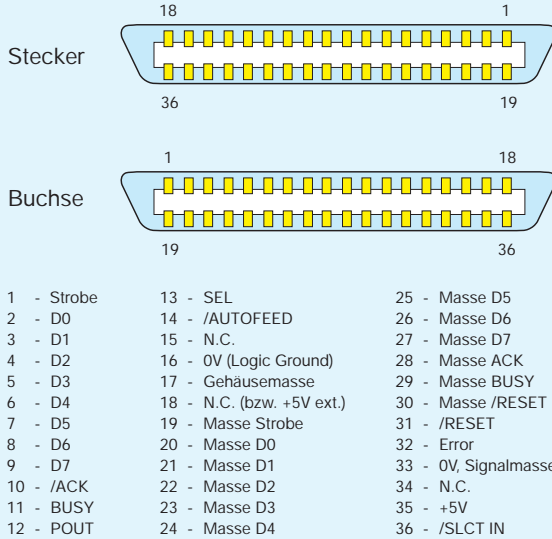 18 1
Stecker
36 19
1 18
Buchse
19 36
1 - Strobe
2 - D0
3 - D1
4 - D2
5 - D3
6 - D4
7 - D5
8 - D6
9 - D7
10 - /ACK
11 - BUSY
12 - POUT
13 - SEL
14 - /AUTOFEED
15 - N.C.
16 - 0V (Logic Ground)
17 - Gehäusemasse
18 - N.C. (bzw. +5V ext.)
19 - Masse Strobe
20 - Masse D0
21 - Masse D1
22 - Masse D2
23 - Masse D3
24 - Masse D4
25 - Masse D5
26 - Masse D6
27 - Masse D7
28 - Masse ACK
29 - Masse BUSY
30 - Masse /RESET
31 - /RESET
32 - Error
33 - 0V, Signalmasse
34 - N.C.
35 - +5V
36 - /SLCT IN